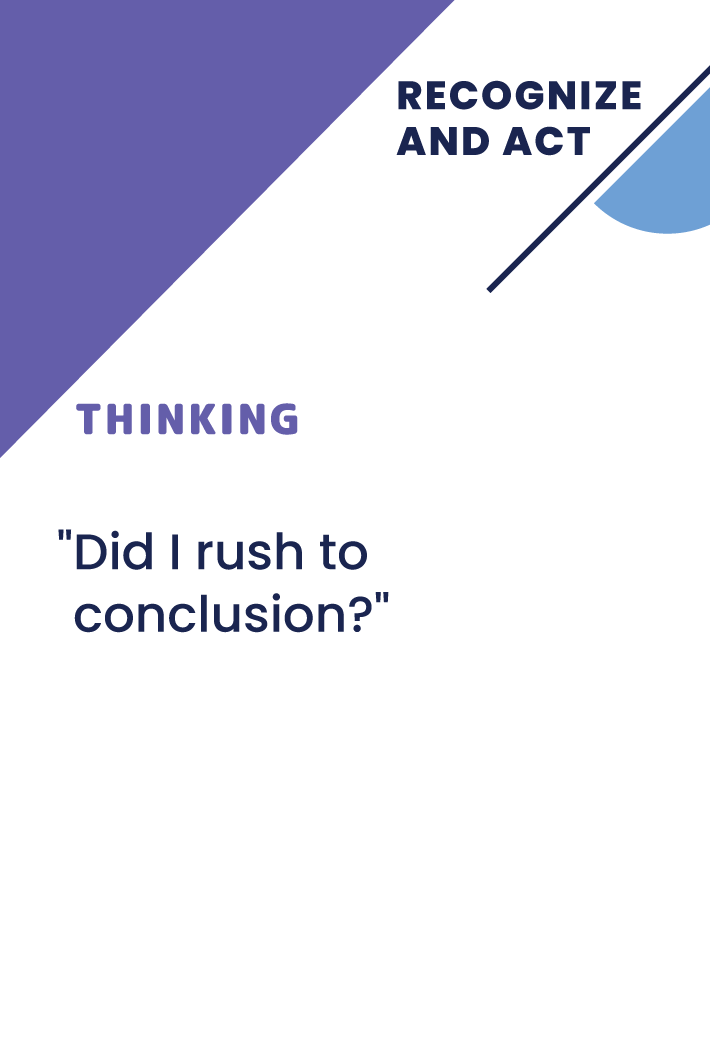 RECOGNIZE
AND ACT
THINKING
"Did I rush to
conclusion?"